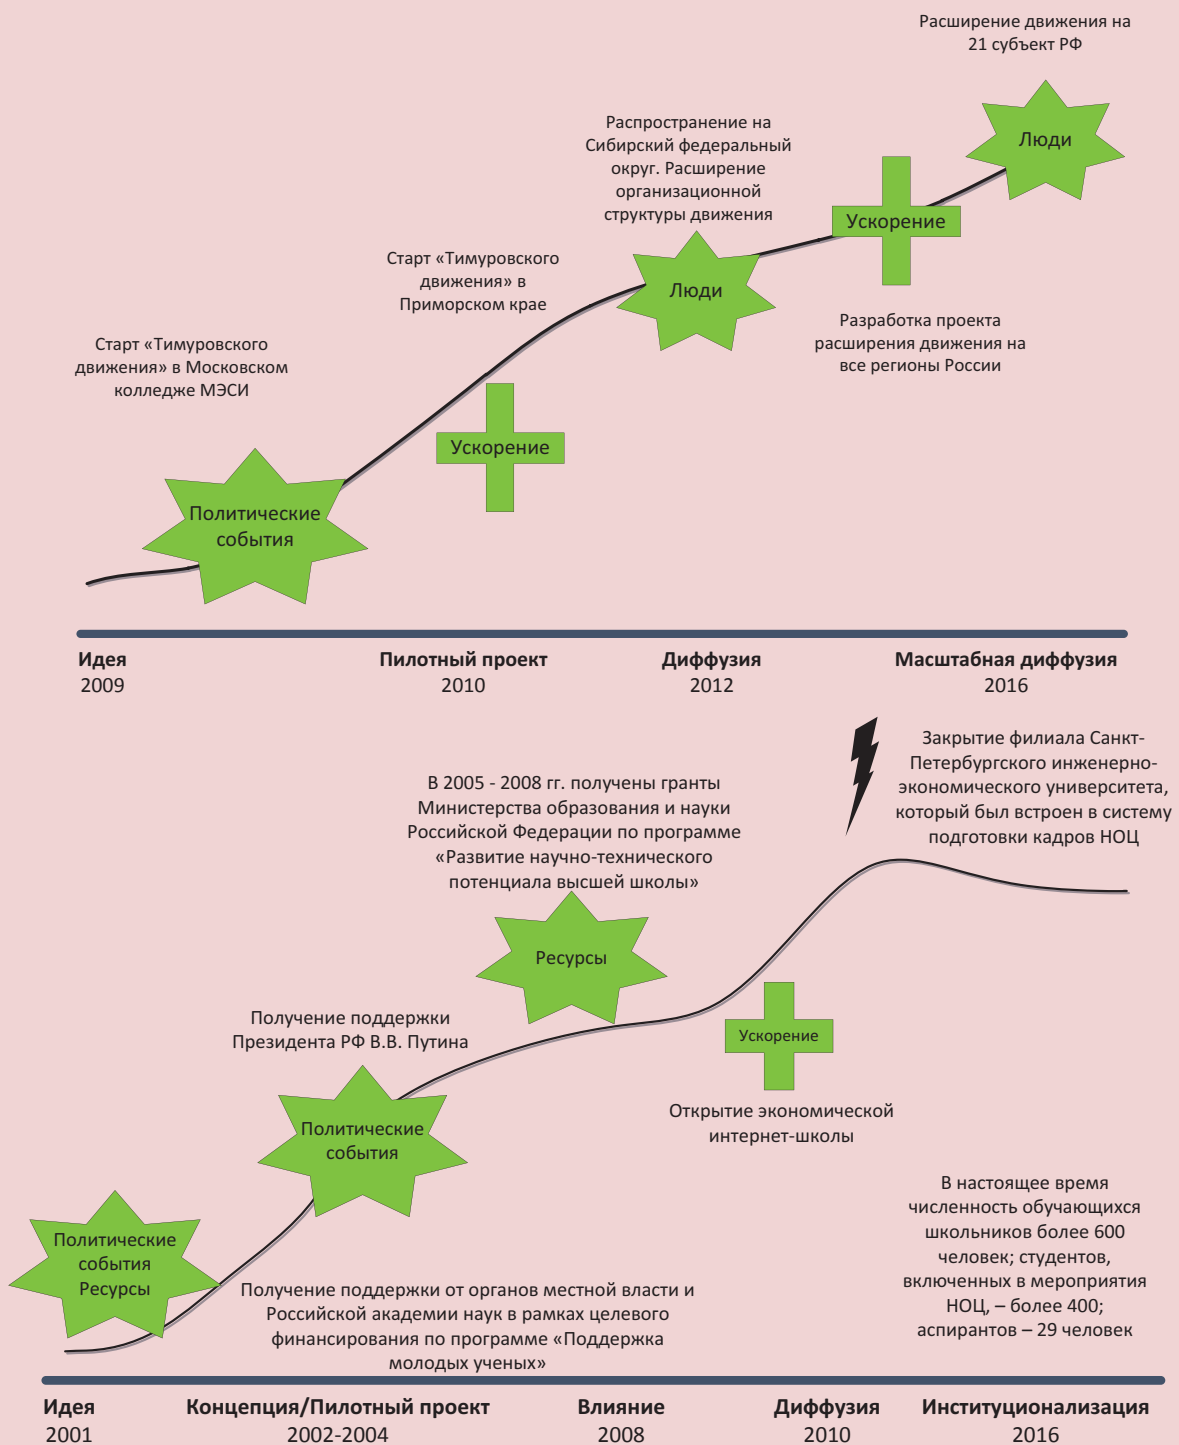 Расширение движения на
21 субъект РФ
Люди
Распространение на
Сибирский федеральный
округ. Расширение
организационной
структуры движения
Ускорение
Старт «Тимуровского
движения» в
Приморском крае
Люди
Разработка проекта
расширения движения на
все регионы России
Старт «Тимуровского
движения» в Московском
колледже МЭСИ
Ускорение
Политические
события
Идея
2009
Пилотный проект
2010
Диффузия
2012
Масштабная диффузия
2016
Закрытие филиала Санкт-
Петербургского инженерно-
экономического университета,
который был встроен в систему
подготовки кадров НОЦ
В 2005 - 2008 гг. получены гранты
Министерства образования и науки
Российской Федерации по программе
«Развитие научно-технического
потенциала высшей школы»
Ресурсы
Получение поддержки
Президента РФ В.В. Путина
Ускорение
Открытие экономической
интернет-школы
Политические
события
В настоящее время
численность обучающихся
школьников более 600
человек; студентов,
включенных в мероприятия
НОЦ, – более 400;
аспирантов – 29 человек
Политические
события
Ресурсы
Получение поддержки от органов местной власти и
Российской академии наук в рамках целевого
финансирования по программе «Поддержка
молодых ученых»
Идея
2001
Концепция/Пилотный проект
2002-2004
Влияние
2008
Диффузия
2010
Институционализация
2016